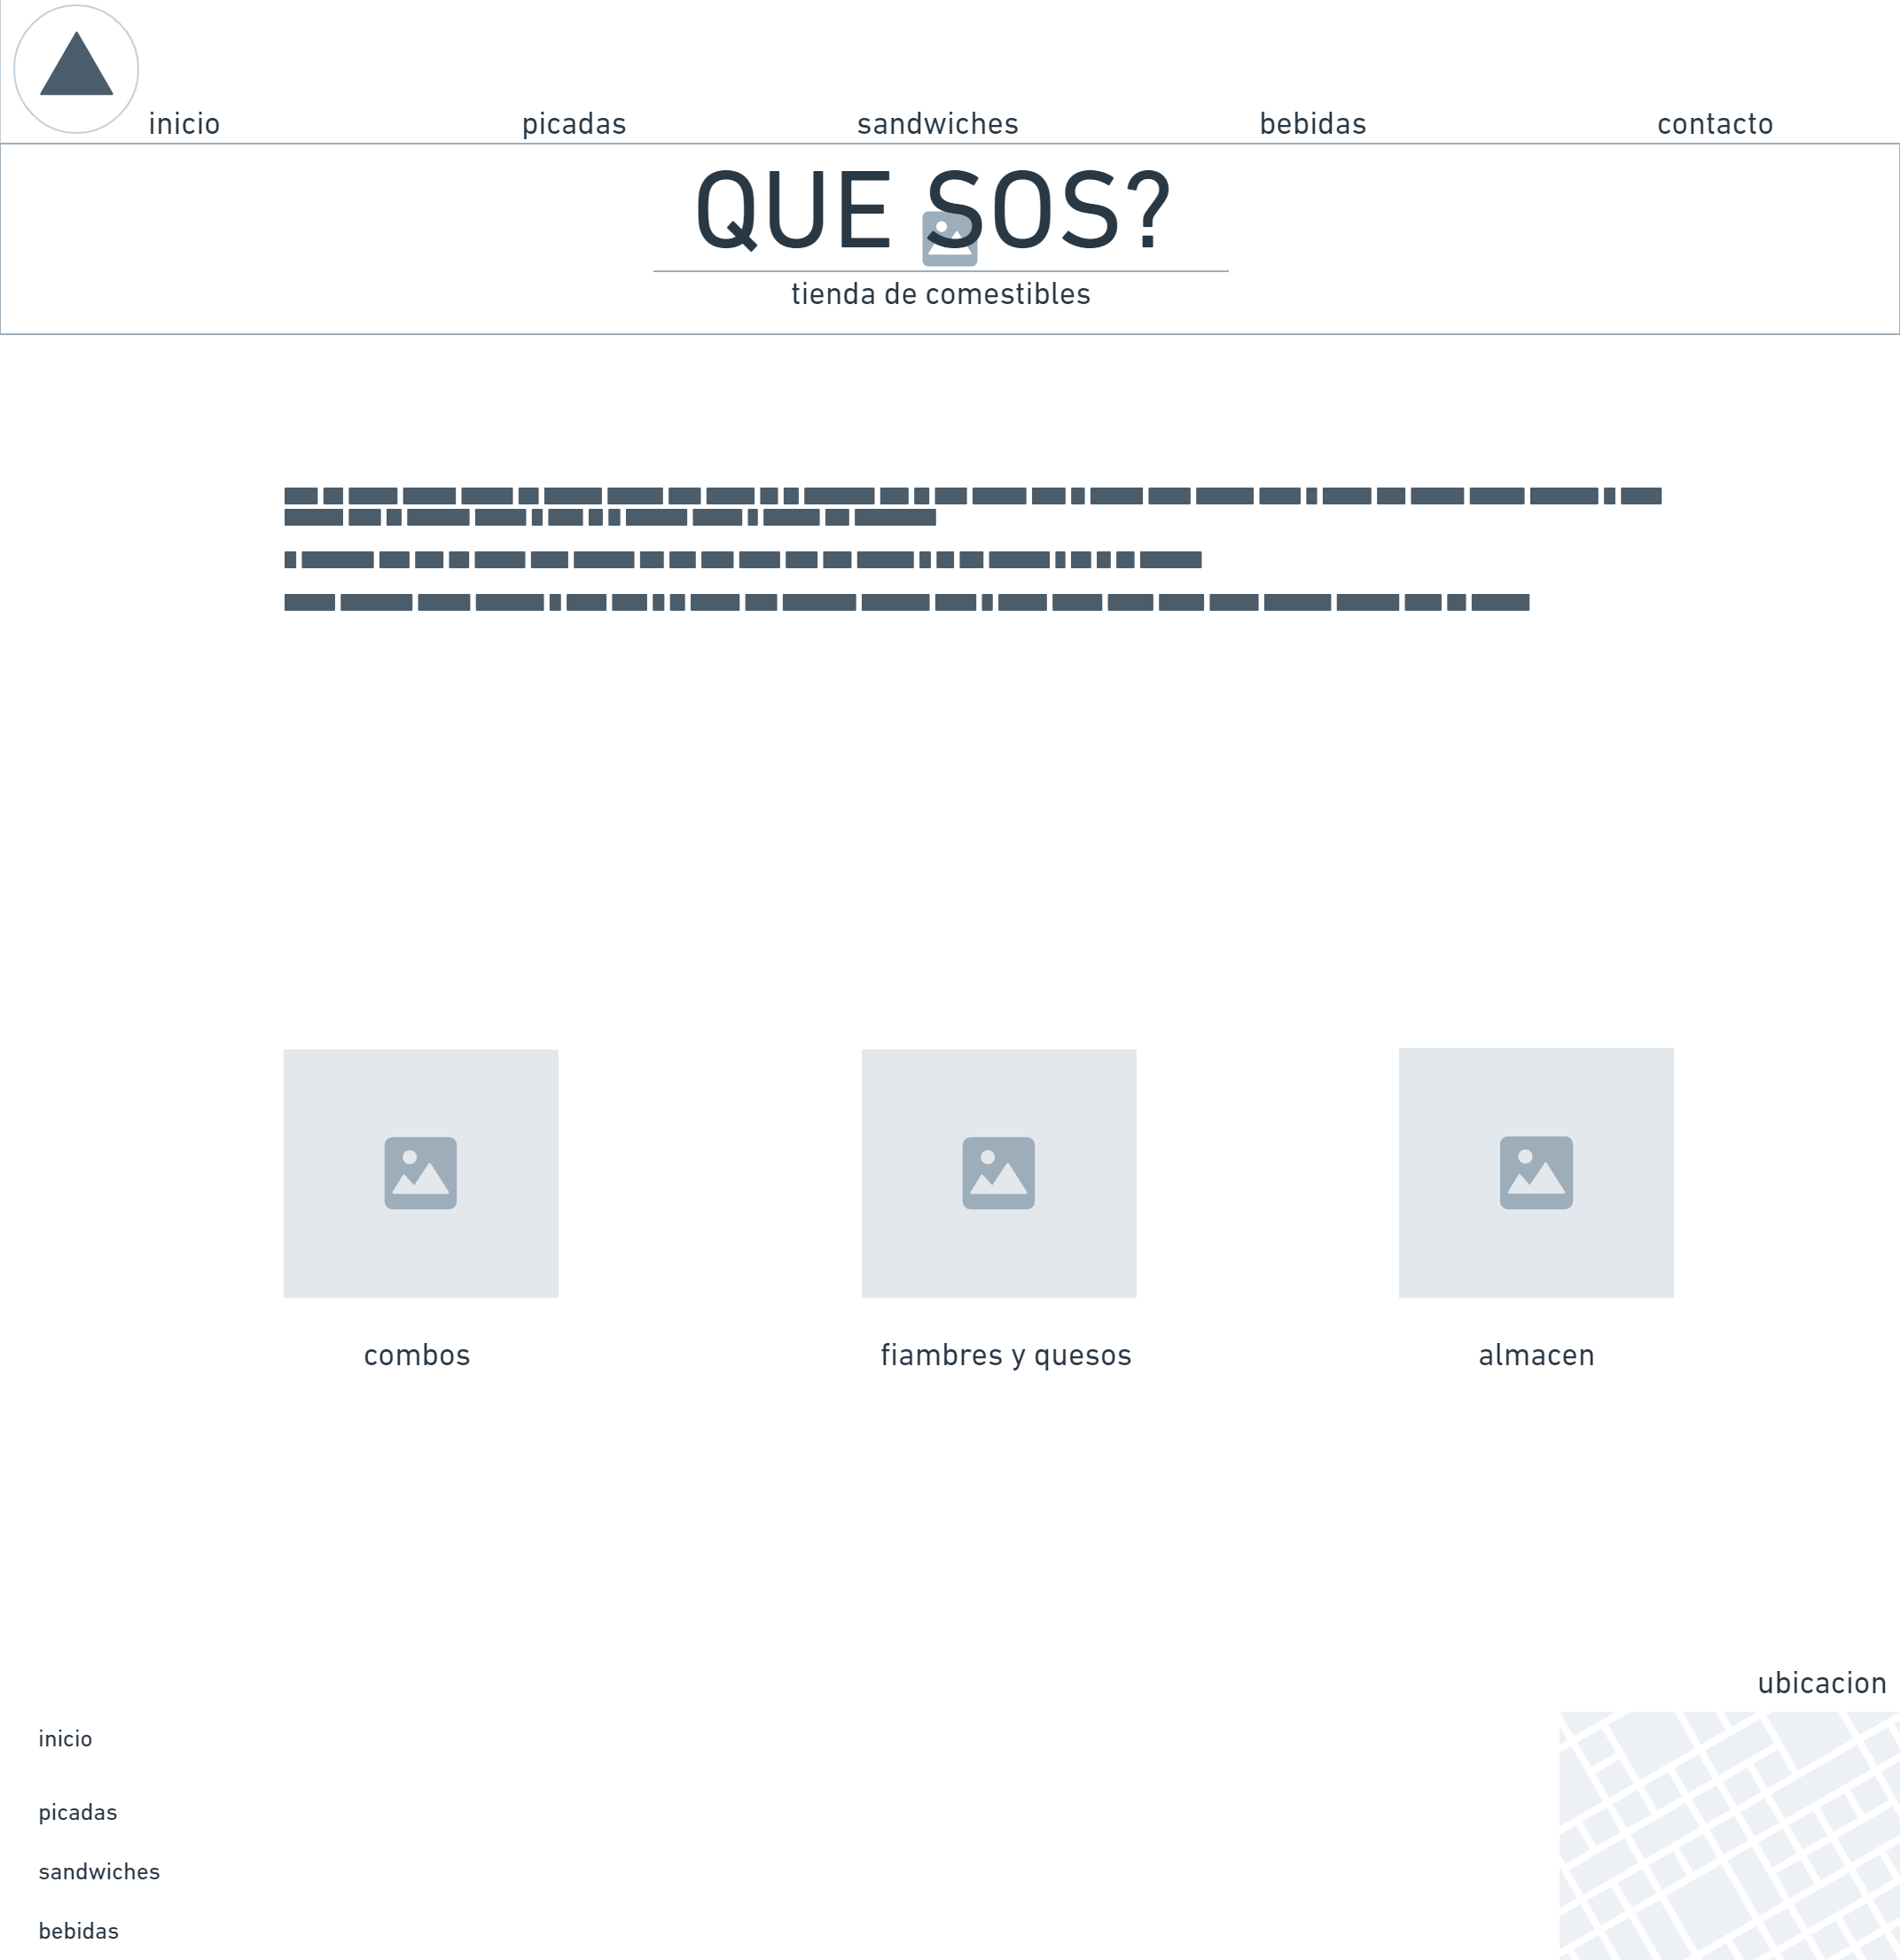 inicio picadas sandwiches bebidas contacto
QUE SOS?
tienda de comestibles
combos fiambres y quesos almacen
ubicacion
inicio
picadas
sandwiches
bebidas